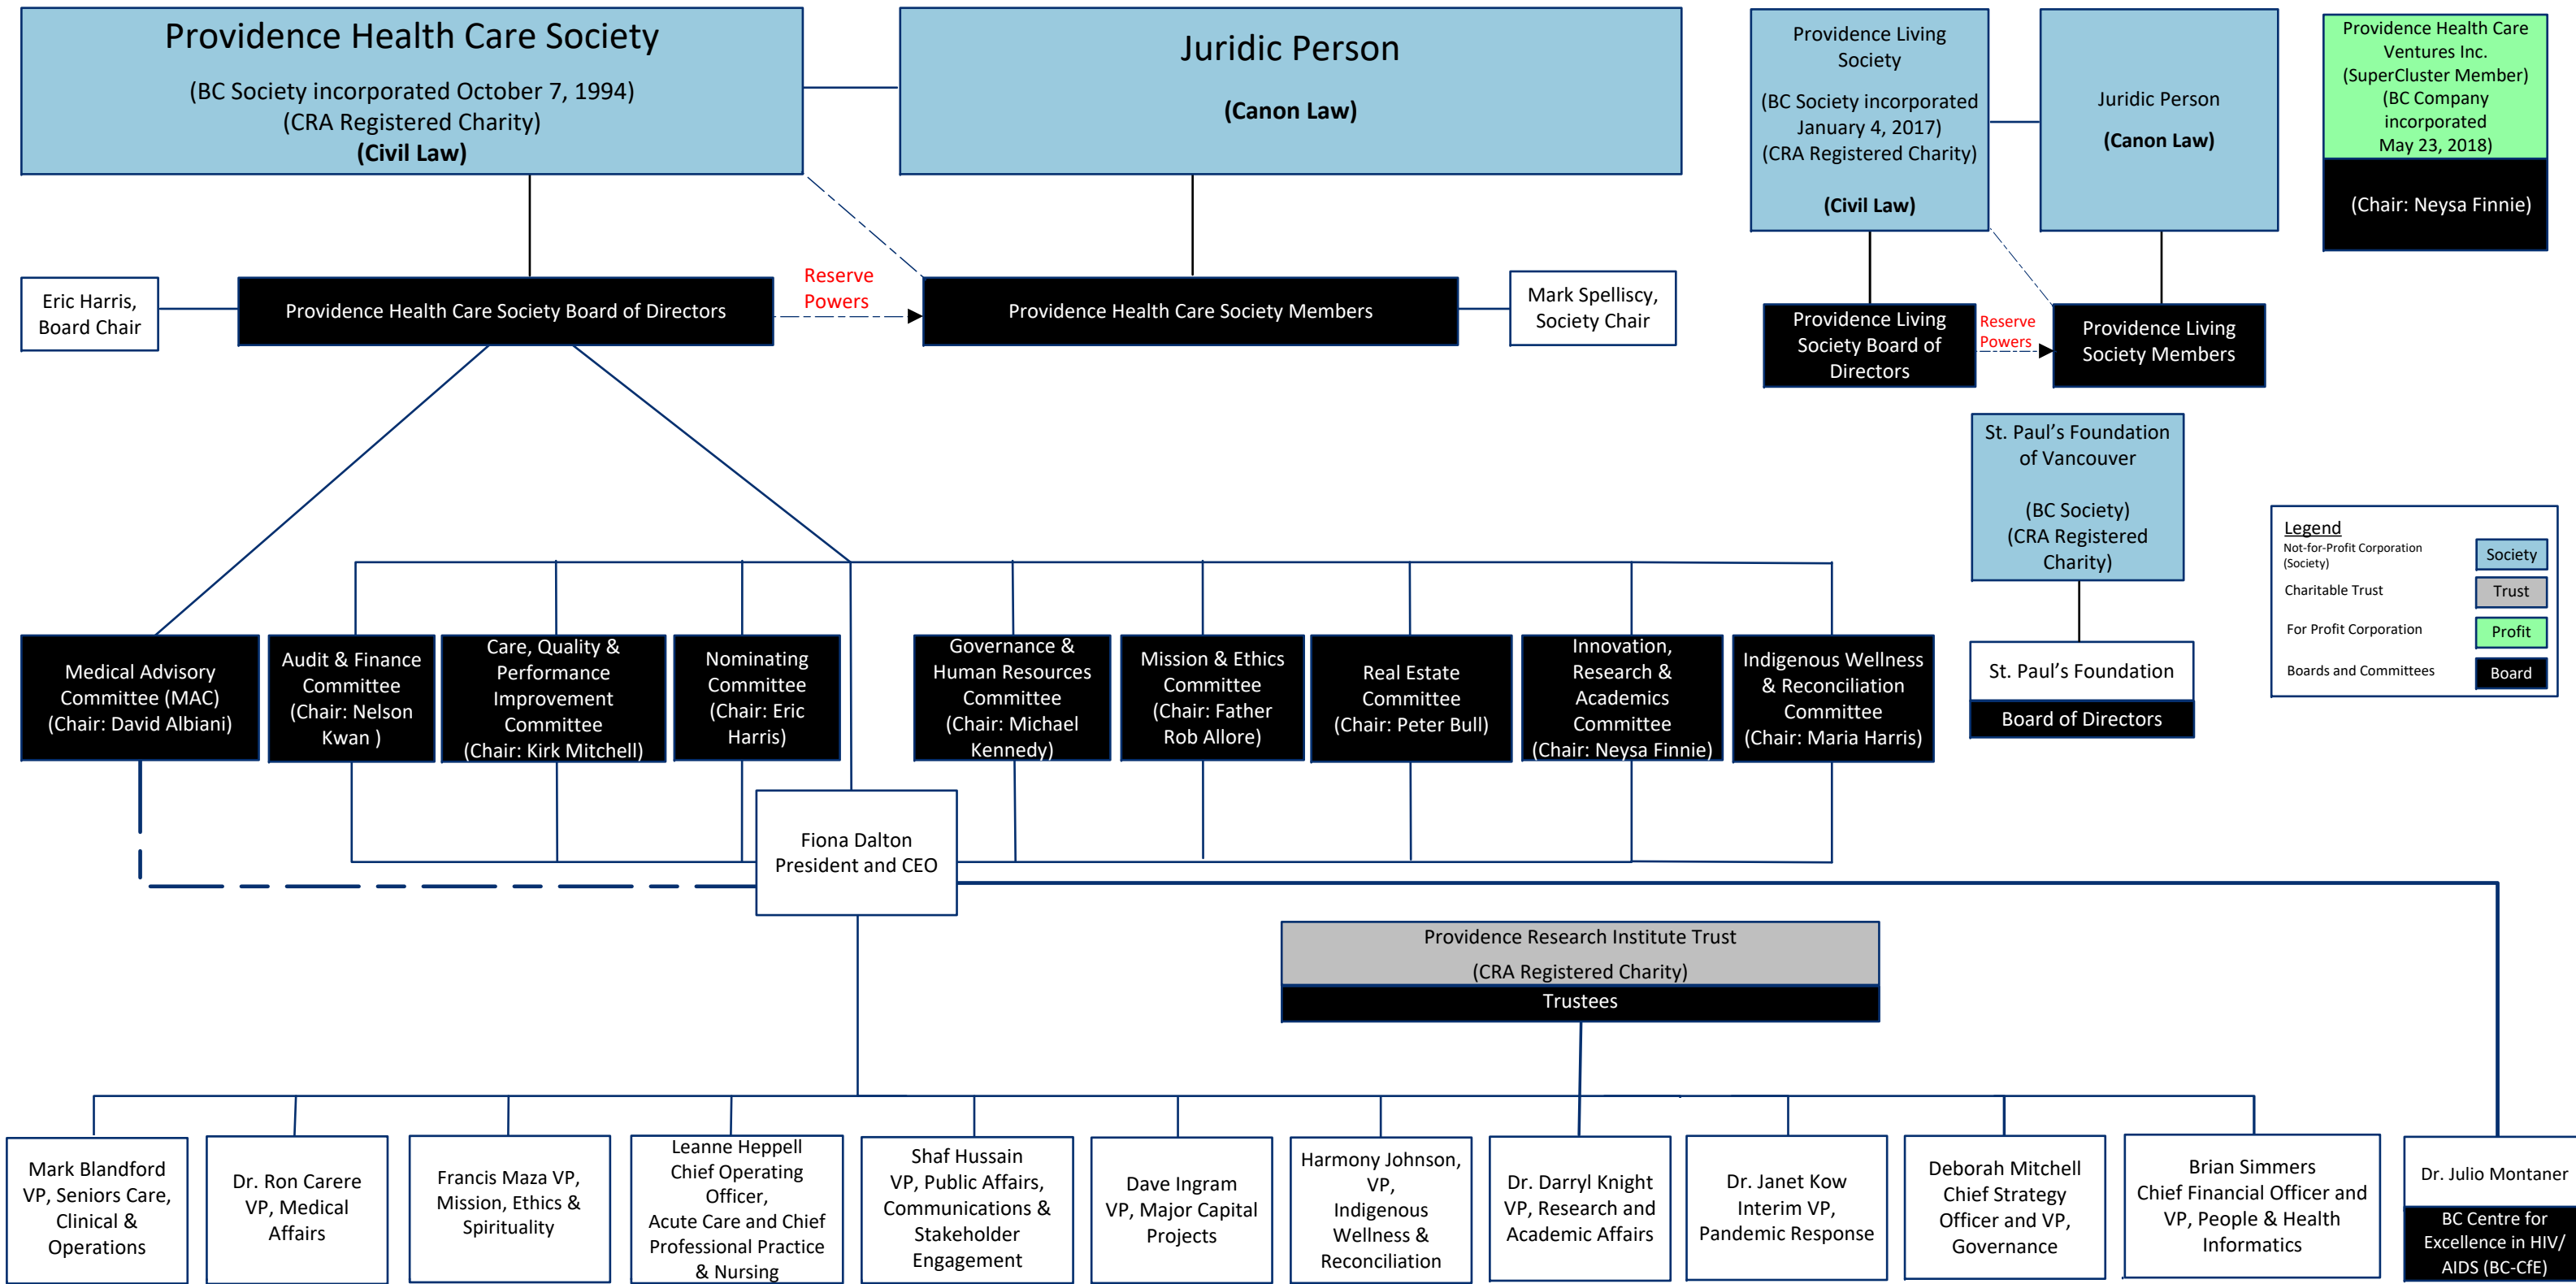 Providence Health Care Society
(BC Society incorporated October 7, 1994)
(CRA Registered Charity)
(Civil Law)
Juridic Person
(Canon Law)
Providence Living
Society
(BC Society incorporated
January 4, 2017)
(CRA Registered Charity)
(Civil Law)
Juridic Person
(Canon Law)
Providence Health Care
Ventures Inc.
(SuperCluster Member)
(BC Company
incorporated
May 23, 2018)
(Chair: Neysa Finnie)
Eric Harris,
Board Chair
Providence Health Care Society Board of Directors
Reserve
Powers
Providence Health Care Society Members
Mark Spelliscy,
Society Chair
Providence Living
Society Board of
Directors
Reserve
Powers
Providence Living
Society Members
St. Paul's Foundation
of Vancouver
(BC Society)
(CRA Registered
Charity)
St. Paul's Foundation
Board of Directors
Legend
Not-for-Profit Corporation
(Society)
Society
Charitable Trust
Trust
For Profit Corporation
Profit
Boards and Committees
Board
Medical Advisory
Committee (MAC)
(Chair: David Albiani)
Audit & Finance
Committee
(Chair: Nelson
Kwan )
Care, Quality &
Performance
Improvement
Committee
(Chair: Kirk Mitchell)
Nominating
Committee
(Chair: Eric
Harris)
Governance &
Human Resources
Committee
(Chair: Michael
Kennedy)
Mission & Ethics
Committee
(Chair: Father
Rob Allore)
Real Estate
Committee
(Chair: Peter Bull)
Innovation,
Research &
Academics
Committee
(Chair: Neysa Finnie)
Indigenous Wellness
& Reconciliation
Committee
(Chair: Maria Harris)
Fiona Dalton
President and CEO
Providence Research Institute Trust
(CRA Registered Charity)
Trustees
Mark Blandford
VP, Seniors Care,
Clinical &
Operations
Dr. Ron Carere
VP, Medical
Affairs
Francis Maza VP,
Mission, Ethics &
Spirituality
Leanne Heppell
Chief Operating
Officer,
Acute Care and Chief
Professional Practice
& Nursing
Shaf Hussain
VP, Public Affairs,
Communications &
Stakeholder
Engagement
Dave Ingram
VP, Major Capital
Projects
Harmony Johnson,
VP,
Indigenous
Wellness &
Reconciliation
Dr. Darryl Knight
VP, Research and
Academic Affairs
Dr. Janet Kow
Interim VP,
Pandemic Response
Deborah Mitchell
Chief Strategy
Officer and VP,
Governance
Brian Simmers
Chief Financial Officer and
VP, People & Health
Informatics
Dr. Julio Montaner
BC Centre for
Excellence in HIV/
AIDS (BC-CfE)